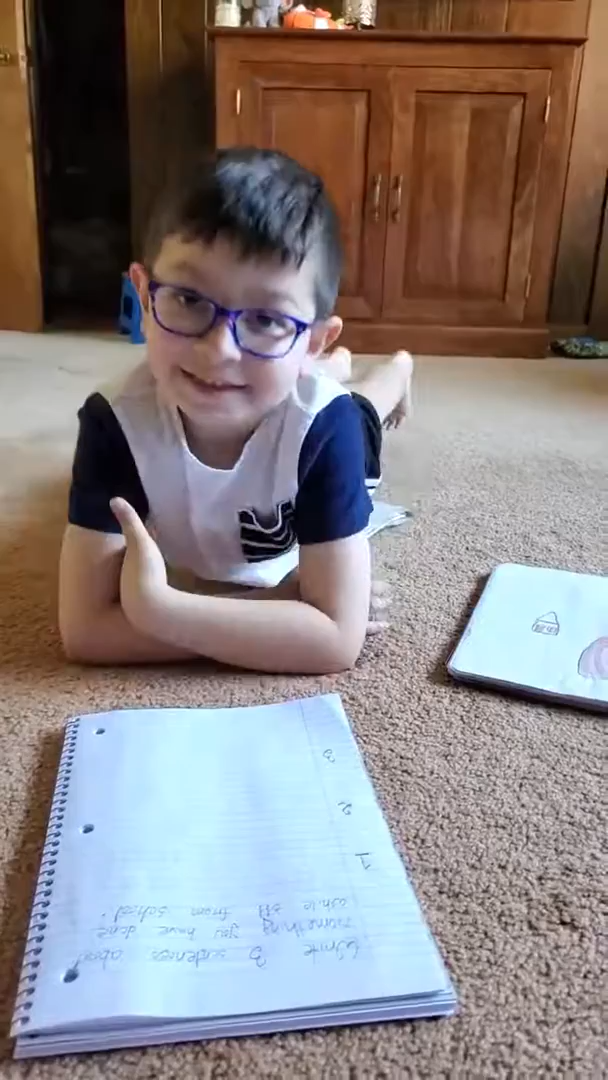 Write 3 sentences about
something you have done
while off from school.
1
2
3